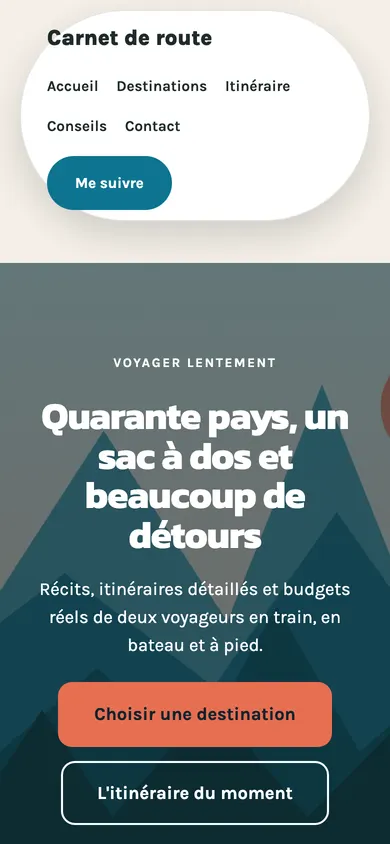 Carnet de route
Accueil Destinations Itinéraire
Conseils Contact
Me suivre
VOYAGER LENTEMENT
Quarante pays, un
sac à dos et
beaucoup de
détours
Récits, itinéraires détaillés et budgets
réels de deux voyageurs en train, en
bateau et à pied.
Choisir une destination
L'itinéraire du moment